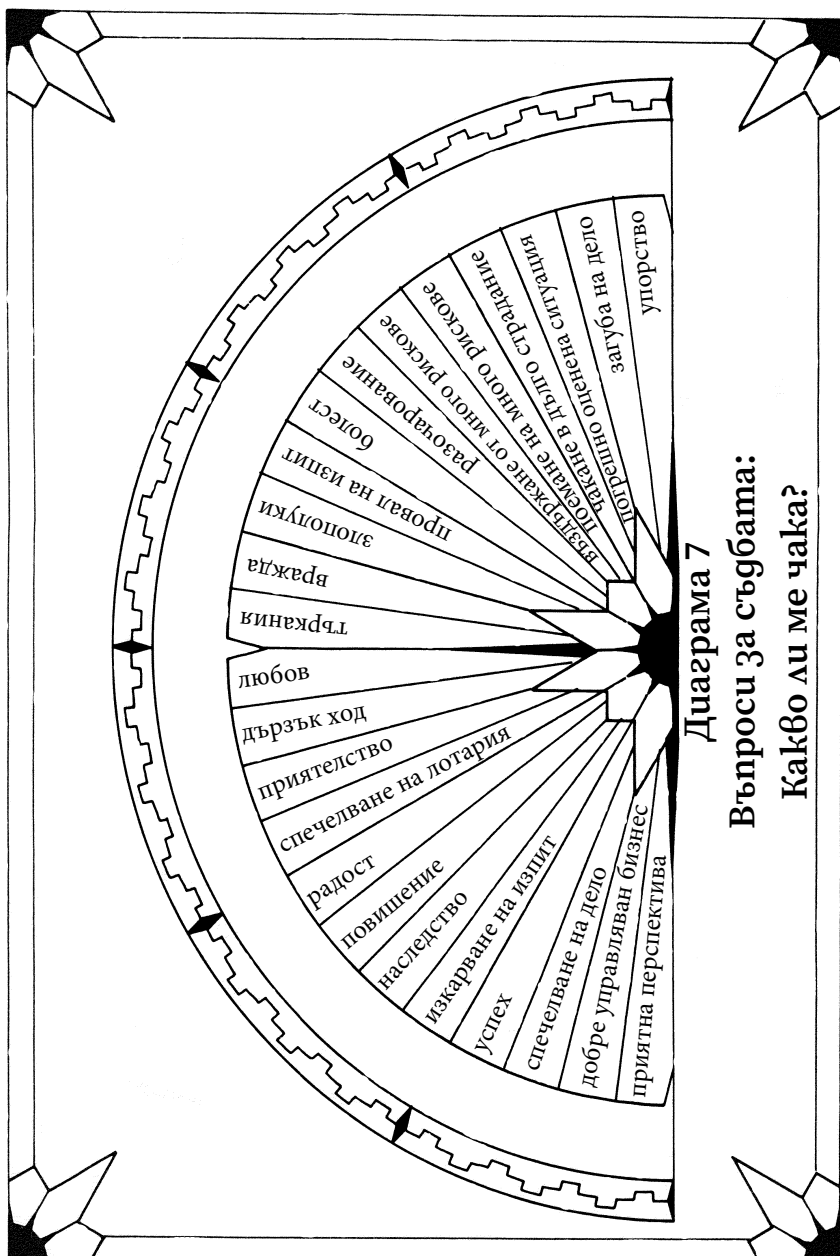 упорство
загуба на дело
погрешно оценена ситуация
чакане в дълго страдание
поемане на много рискове
въздържане от много рискове
разочарование
болест
провал на изпит
злополуки
вражда
търкания
любов
дързък ход
приятелство
спечелване на лотария
радост
повишение
наследство
изкарване на изпит
успех
спечелване на дело
добре управляван бизнес
приятна перспектива
Диаграма 7
Въпроси за съдбата:
Какво ли ме чака?